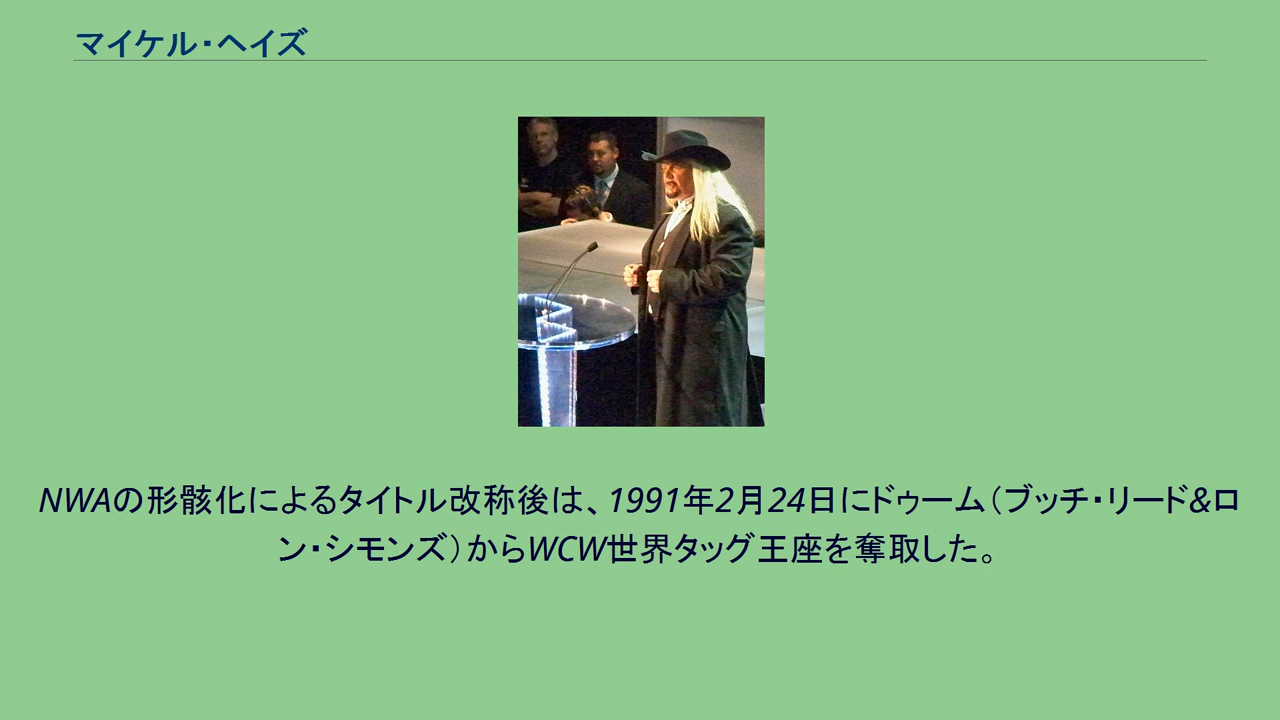 マイケル・ヘイズ
NWAの形骸化によるタイトル改称後は、1991年2月24日にドゥーム（ブッチ・リード&ロ
ン・シモンズ）からWCW世界タッグ王座を奪取した。